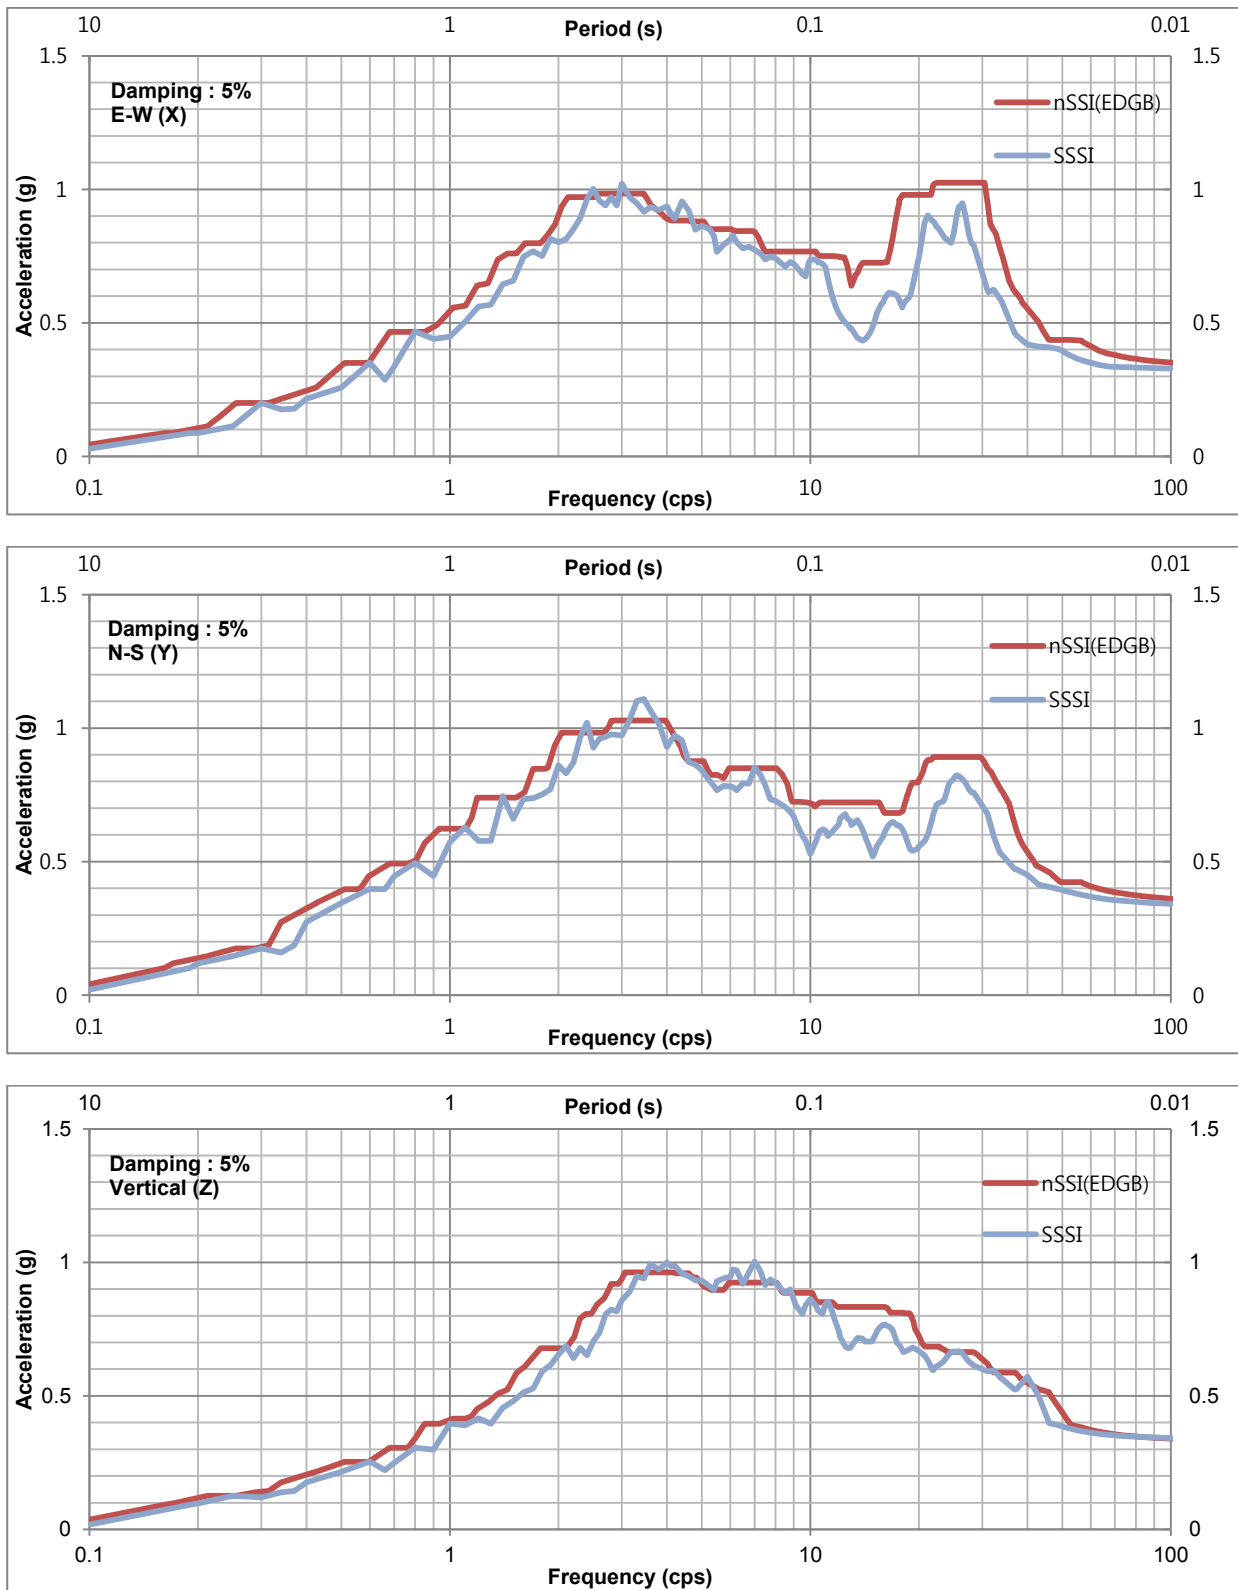 10 1 Period (s) 0.1 0.01
1.5 1.5
Damping : 5%
E-W (X)
nSSI(EDGB)
SSSI
1 1
Acceleration (g)
0.5 0.5
0 0
0.1 1 Frequency (cps) 10 100
10 1 Period (s) 0.1 0.01
1.5 1.5
Damping : 5%
N-S (Y)
nSSI(EDGB)
SSSI
1 1
Acceleration (g)
0.5 0.5
0 0
0.1 1 Frequency (cps) 10 100
10 1 Period (s) 0.1 0.01
1.5 1.5
Damping : 5%
Vertical (Z)
nSSI(EDGB)
SSSI
1 1
Acceleration (g)
0.5 0.5
0 0
0.1 1 Frequency (cps) 10 100